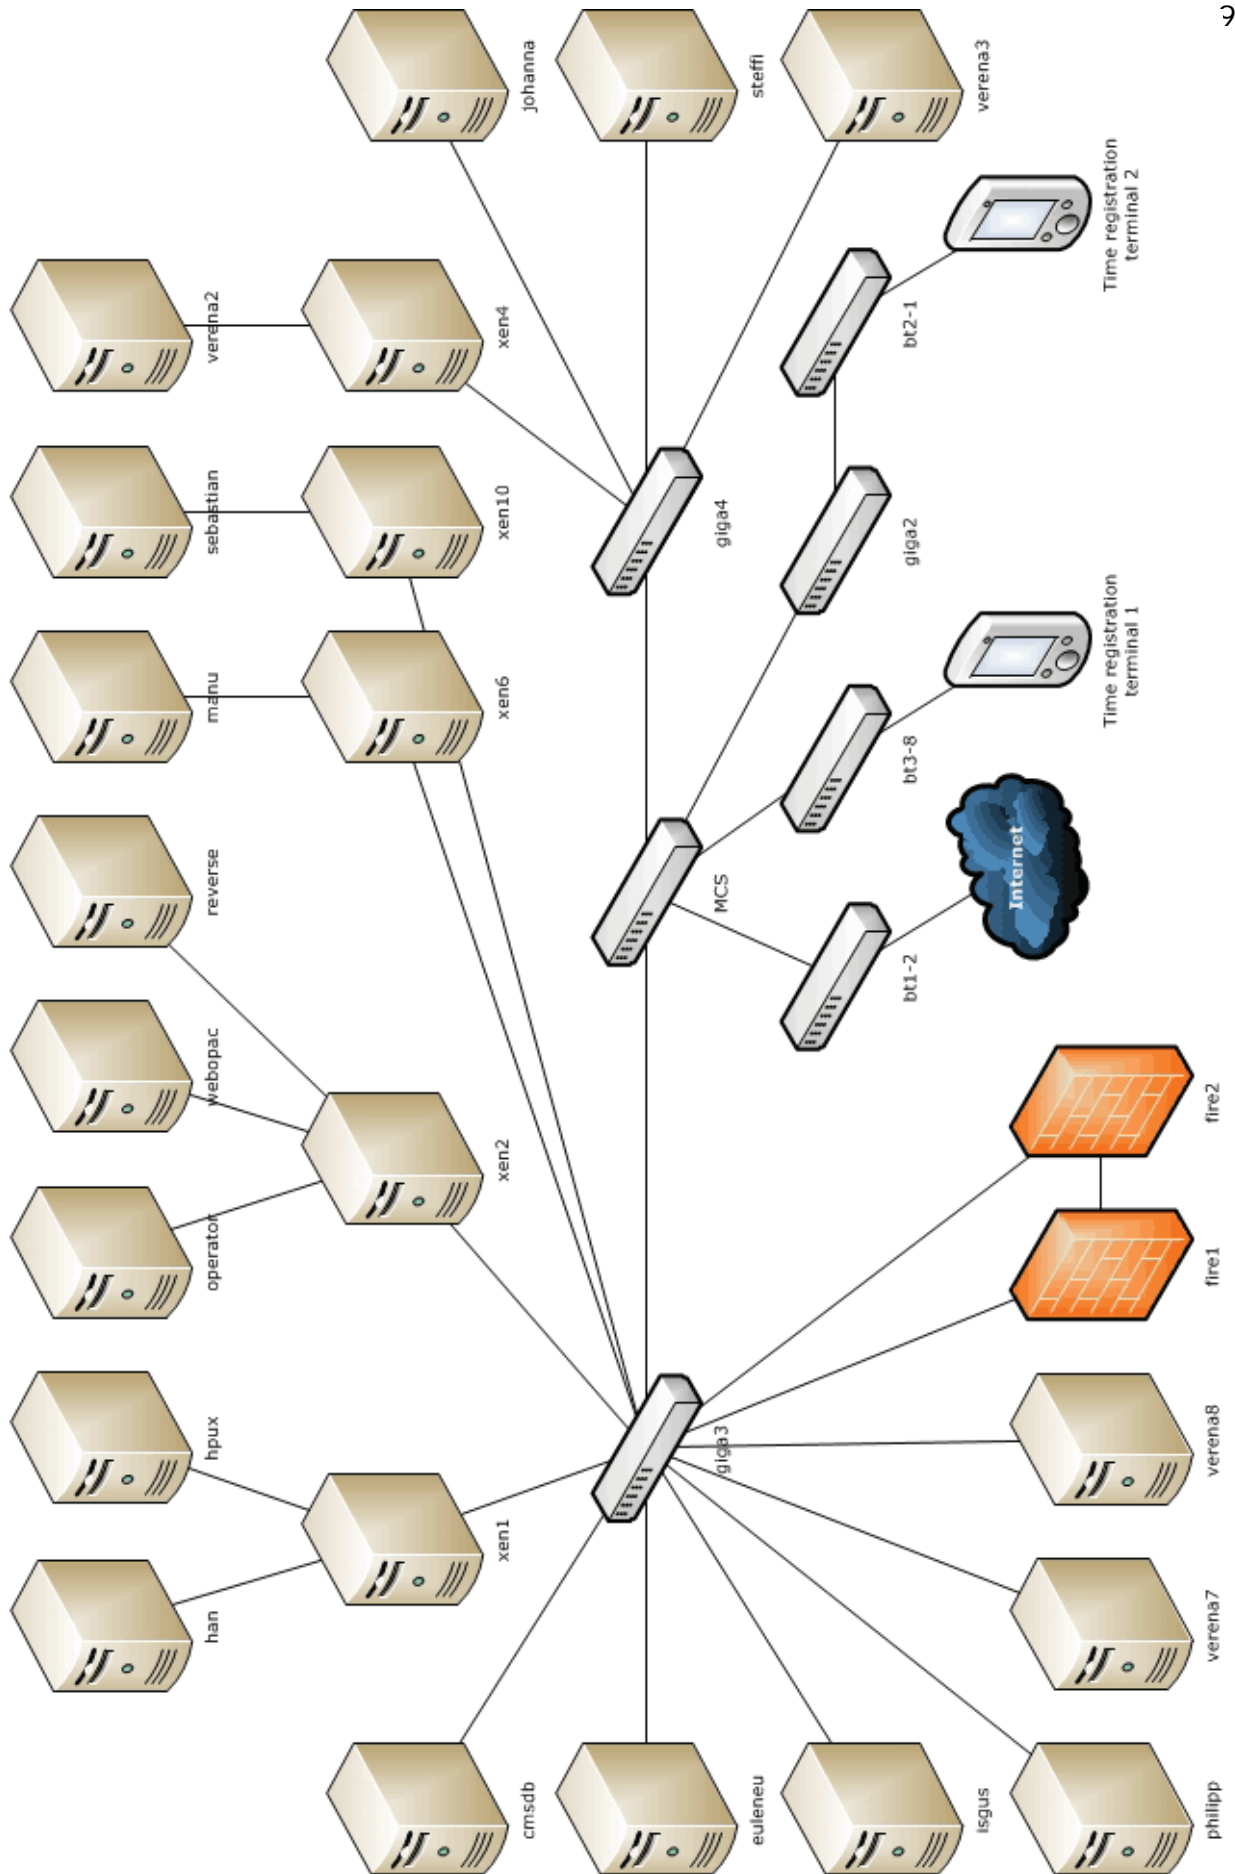 9
han
hpux
operator
webopac
reverse
manu
sebastian
verena2
xen1
xen2
xen6
xen10
xen4
cmsdb
johanna
euleneu
giga3
MCS
giga4
steffi
isgus
bt1-2
bt3-8
giga2
bt2-1
verena3
Internet
Time registration
terminal 1
Time registration
terminal 2
philipp
verena7
verena8
fire1
fire2